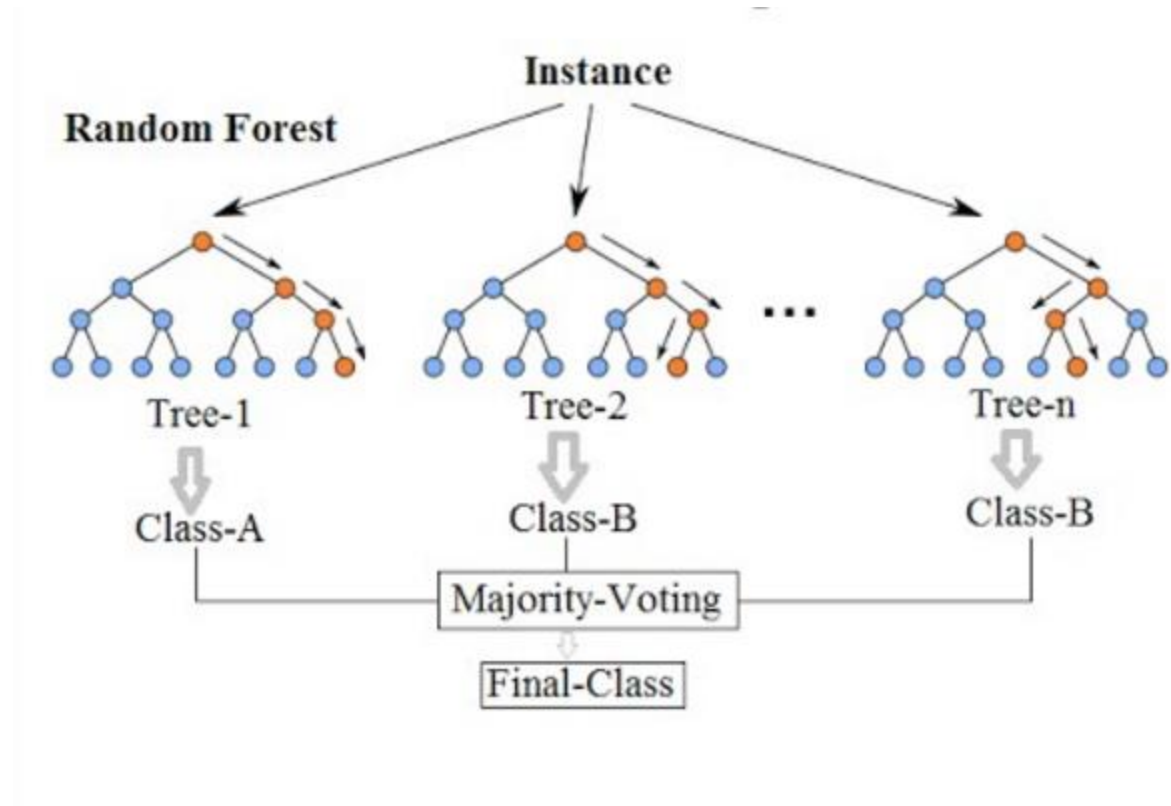 Instance
Random Forest
...
Tree-1
Tree-2
Tree-n
Class-A
Class-B
Class-B
Majority-Voting
Final-Class